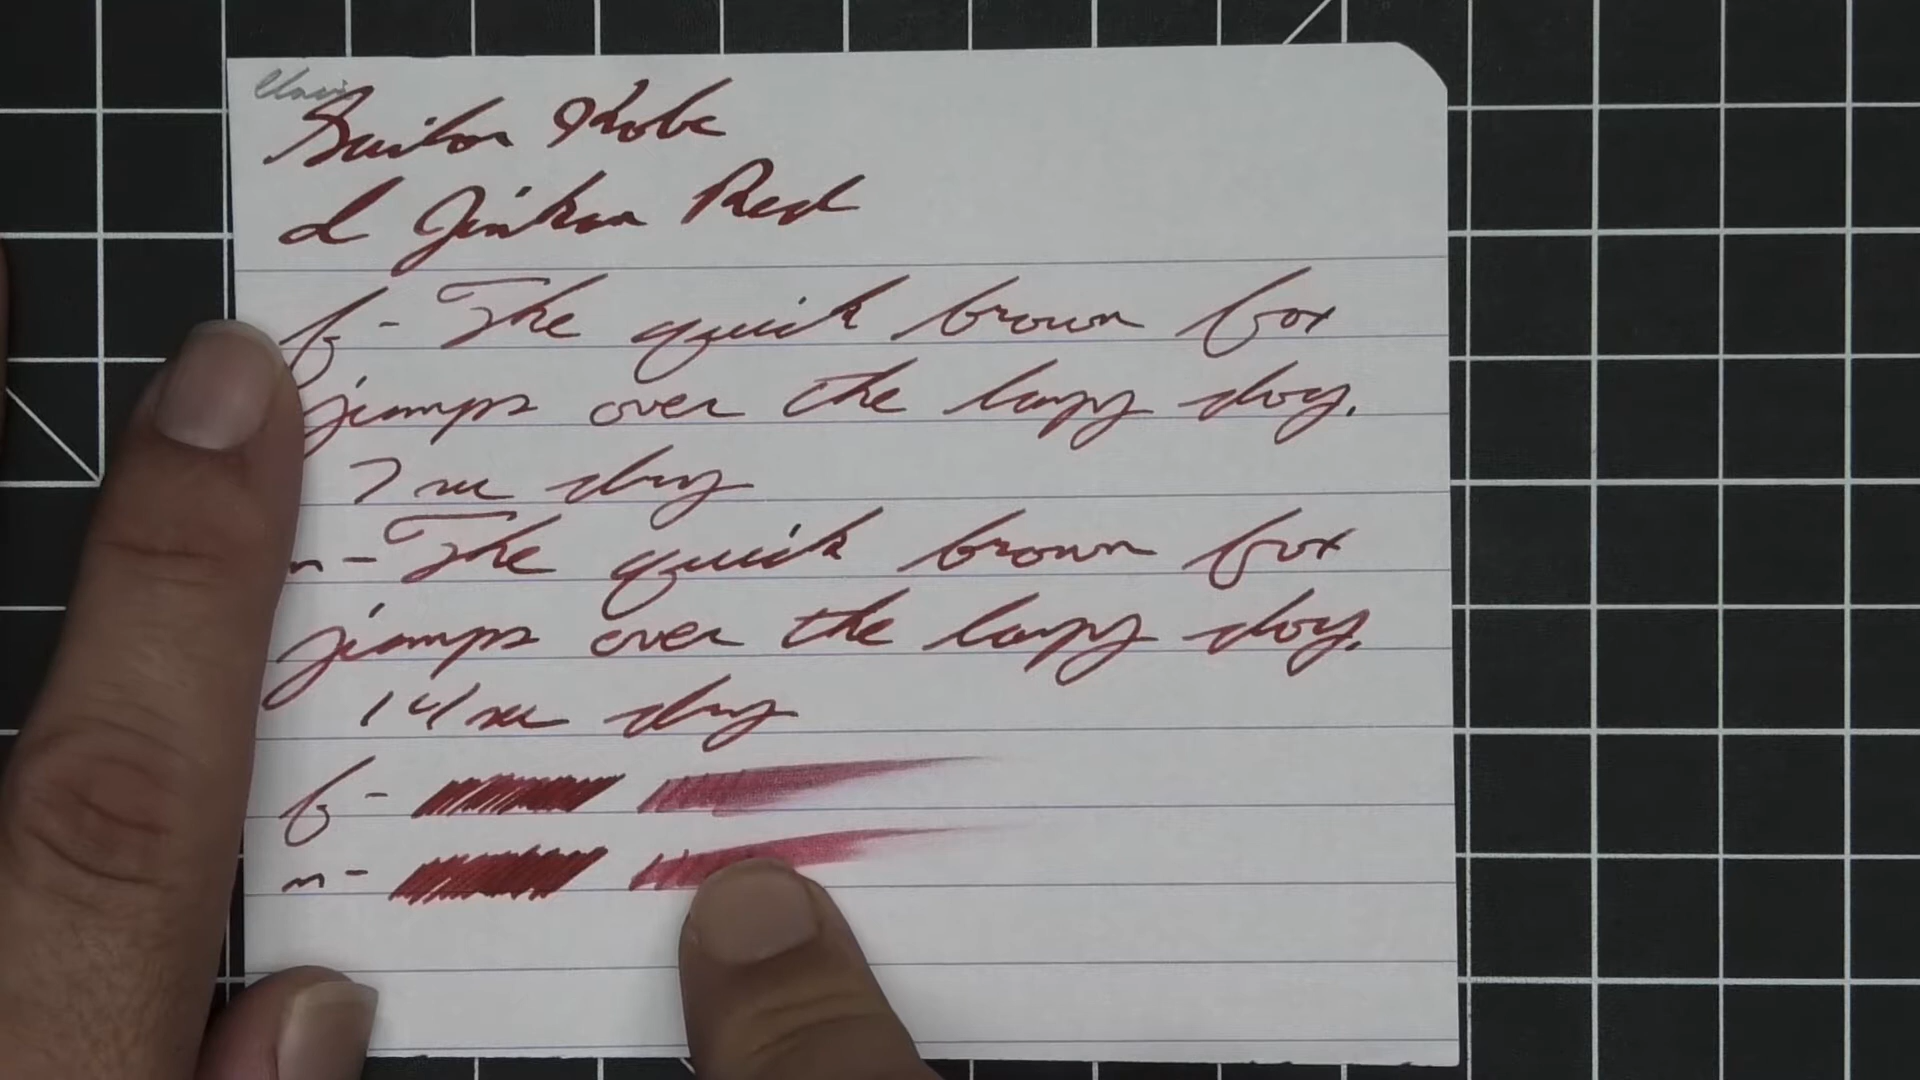 Clair
Sailor Kobe
d Jinkou Red
f - The quick brown fox
jumps over the lazy dog.
7 sec dry
m - The quick brown fox
jumps over the lazy dog.
14 sec dry
f -
m -